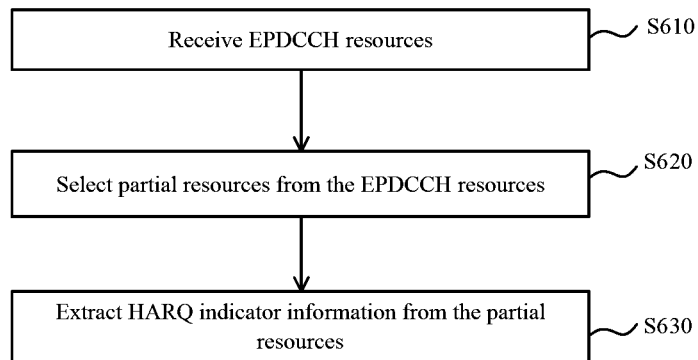 Receive EPDCCH resources
S610
Select partial resources from the EPDCCH resources
S620
Extract HARQ indicator information from the partial
resources
S630